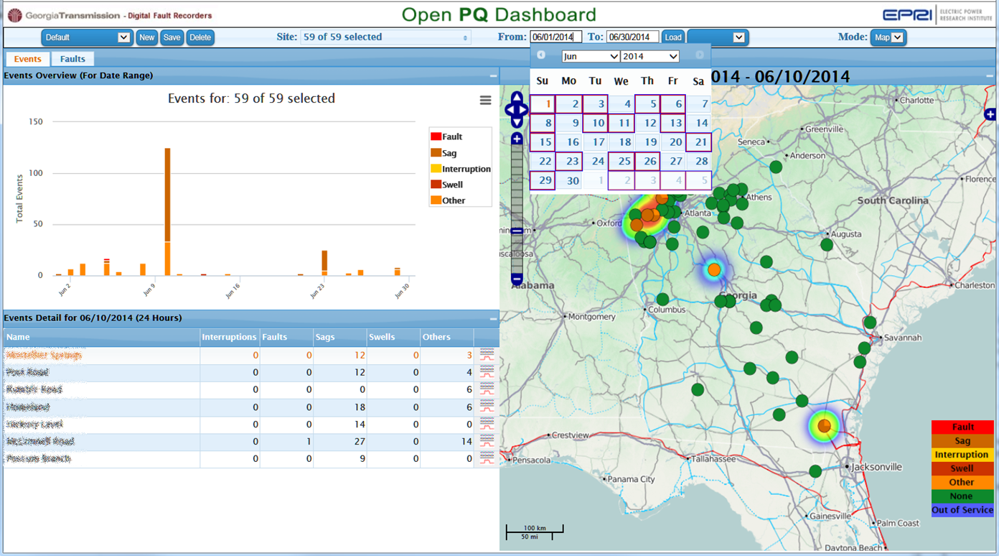 GeorgiaTransmission - Digital Fault Recorders
Open PQ Dashboard
EPRI | ELECTRIC POWER
RESEARCH INSTITUTE
Default New Save Delete Site: 59 of 59 selected From: 06/01/2014 To: 06/30/2014 Load Mode: Map
Events Faults
Events Overview (For Date Range)
Events for: 59 of 59 selected
Total Events
150
100
50
0
Jun 2 Jun 9 Jun 16 Jun 23 Jun 30
Fault
Sag
Interruption
Swell
Other
Events Detail for 06/10/2014 (24 Hours)
Name Interruptions Faults Sags Swells Others
0 0 12 0 3
0 0 12 0 4
0 0 0 0 6
0 0 18 0 6
0 0 14 0 0
0 1 27 0 14
0 0 9 0 0
Jun 2014
Su Mo Tu We Th Fr Sa
1 2 3 4 5 6 7
8 9 10 11 12 13 14
15 16 17 18 19 20 21
22 23 24 25 26 27 28
29 30 1 2 3 4 5
014 - 06/10/2014
Charlotte
Greenville
Seneca
Anderson
Florence
Athens
South Carolina
Atlanta
Oxford
Augusta
Alabama
Georgia
Charleston
Columbus
Montgomery
Savannah
Crestview
Pensacola
Tallahassee
Jacksonville
Panama City
Gainesville
Palm Coast
Daytona Beach
100 km
50 mi
Fault
Sag
Interruption
Swell
Other
None
Out of Service